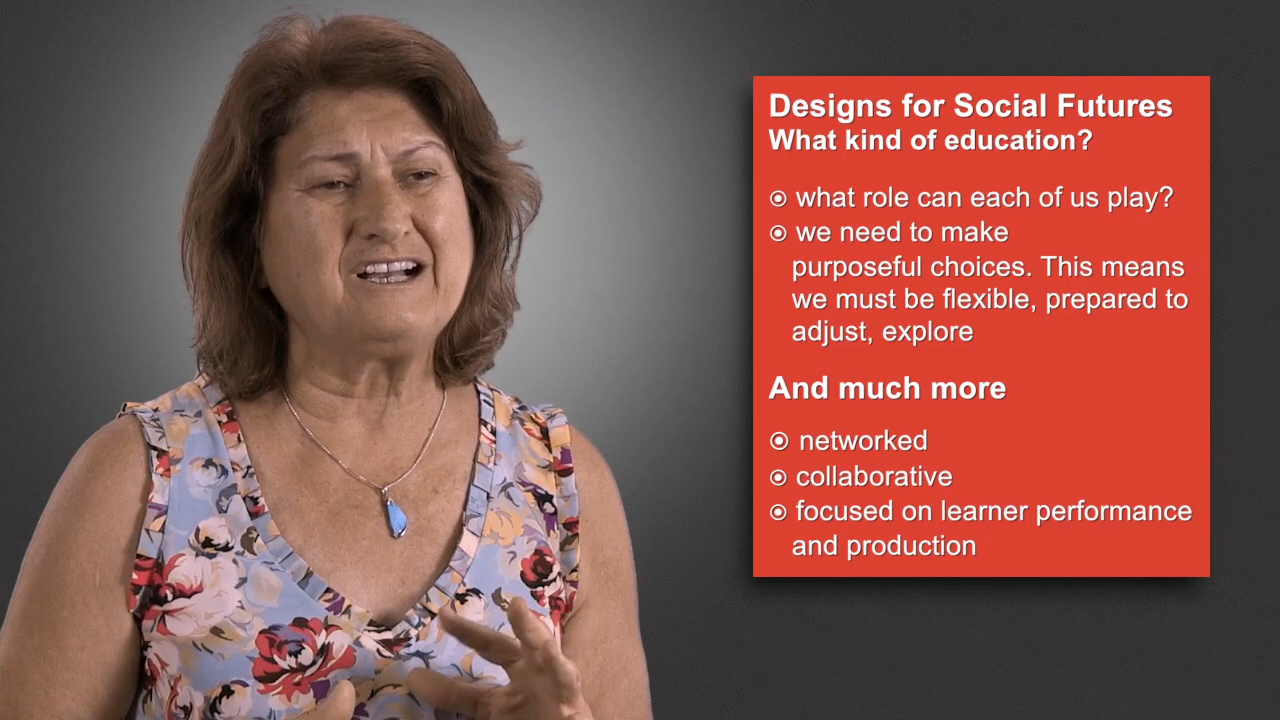 Designs for Social Futures
What kind of education?
what role can each of us play?
we need to make
purposeful choices. This means
we must be flexible, prepared to
adjust, explore
And much more
networked
collaborative
focused on learner performance
and production